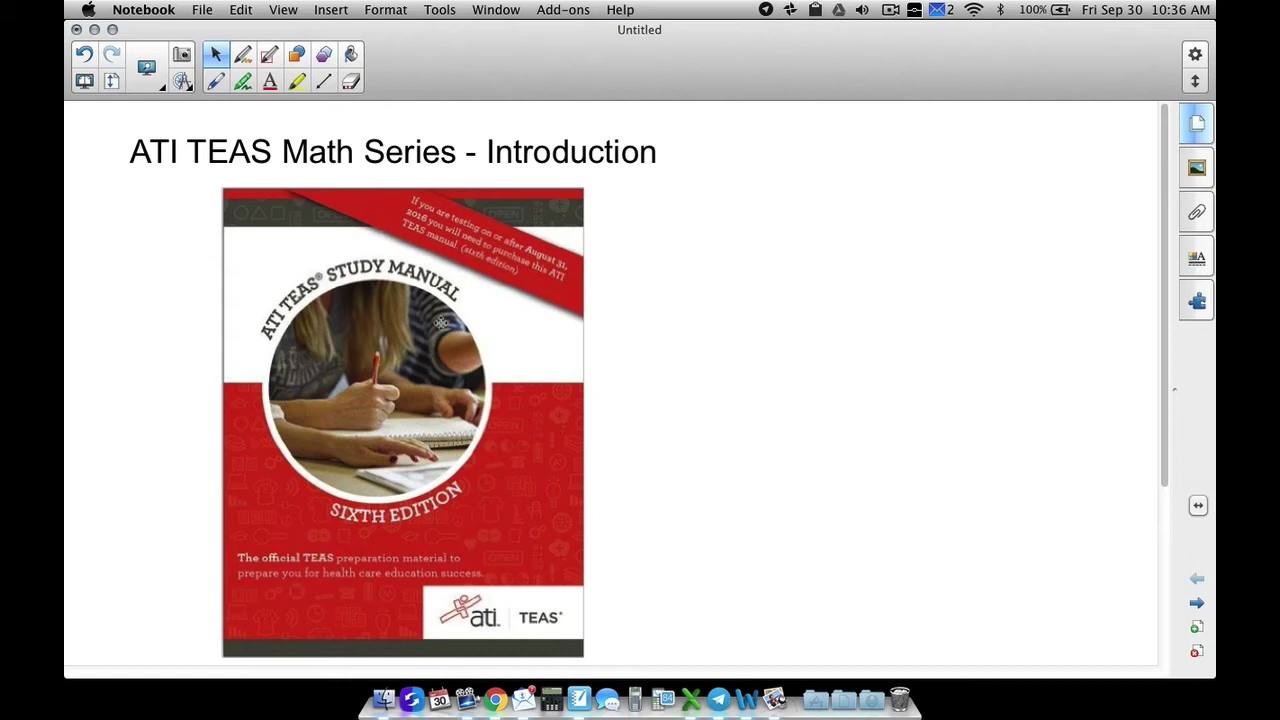 Notebook File Edit View Insert Format Tools Window Add-ons Help 2 100% Fri Sep 30 10:36 AM
Untitled
ATI TEAS Math Series - Introduction
If you are testing on or after August 31,
2016 you will need to purchase this ATI
TEAS manual. (sixth edition)
OPEN
ATI TEAS® STUDY MANUAL
SIXTH EDITION
The official TEAS preparation material to
prepare you for health care education success.
ati TEAS®
30